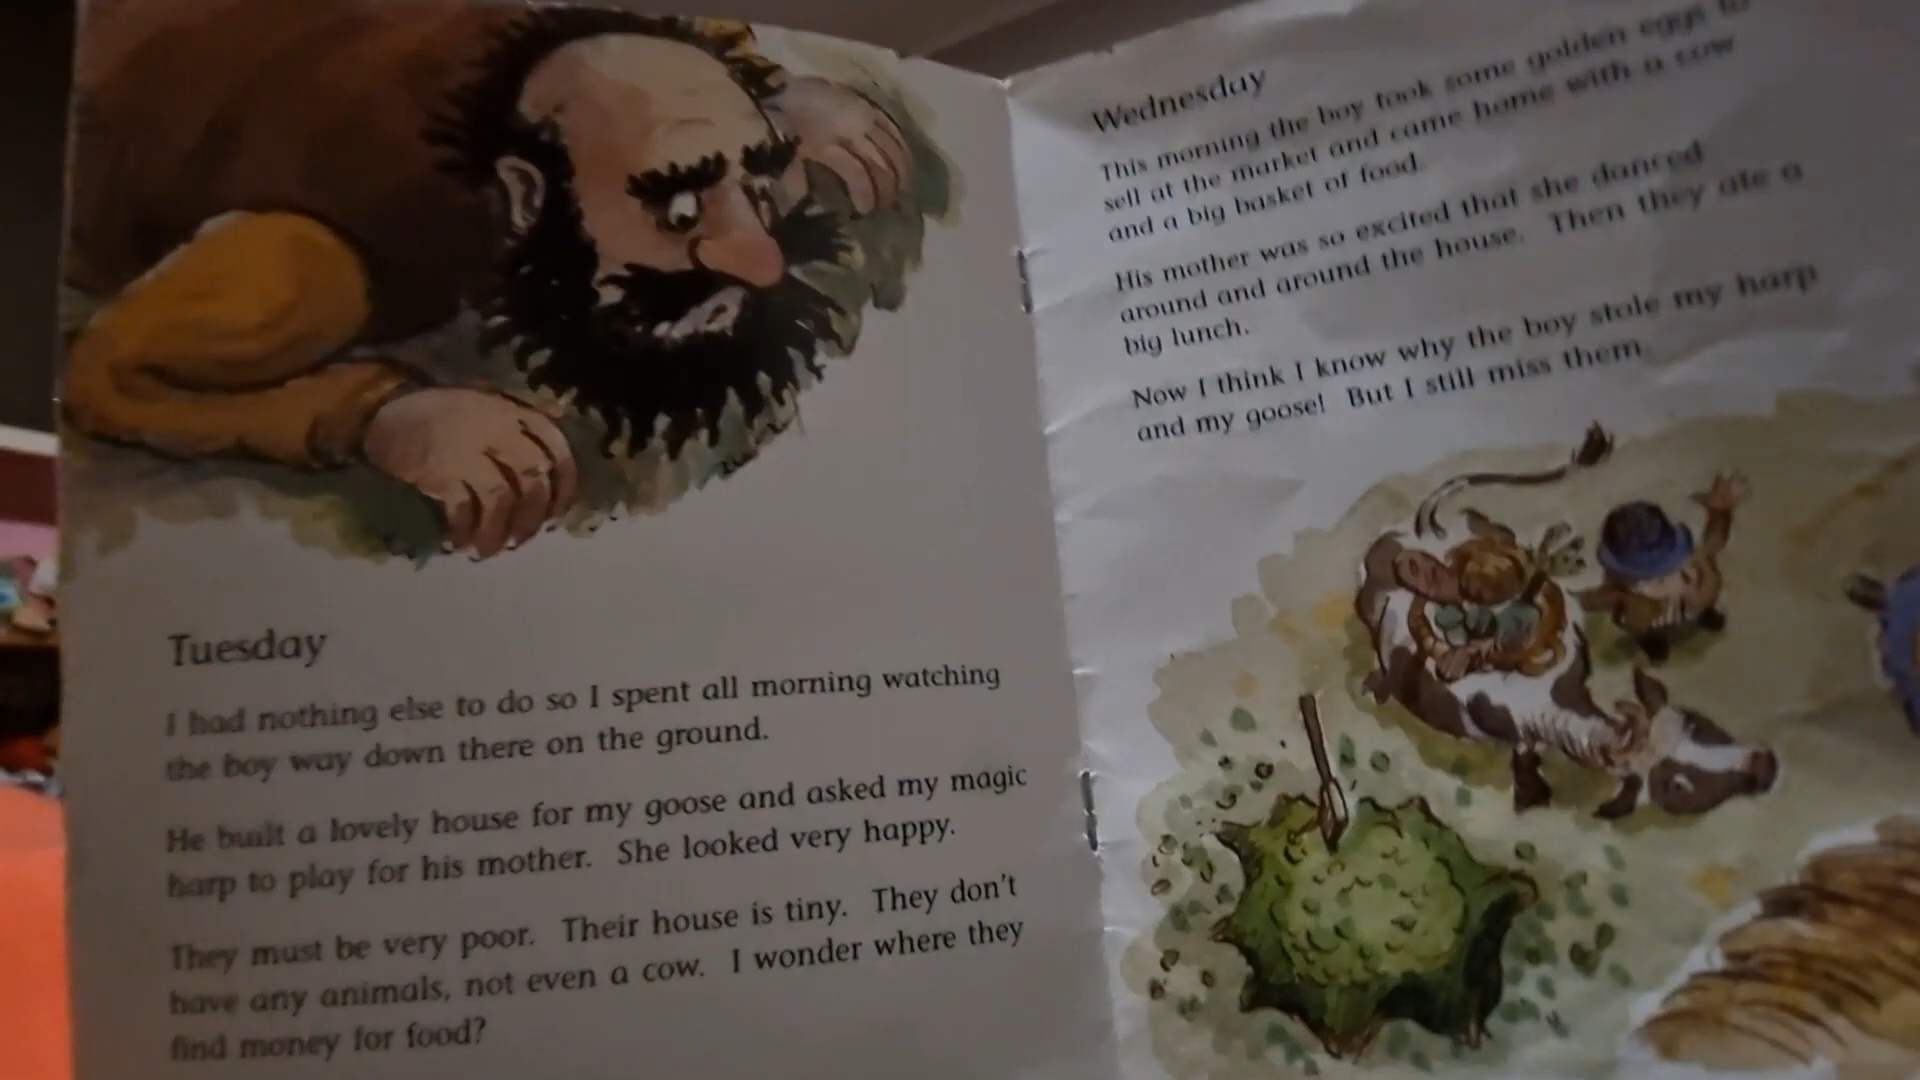 Tuesday
I had nothing else to do so I spent all morning watching
the boy way down there on the ground.
He built a lovely house for my goose and asked my magic
harp to play for his mother. She looked very happy.
They must be very poor. Their house is tiny. They don't
have any animals, not even a cow. I wonder where they
find money for food?
Wednesday
This morning the boy took some golden eggs to
sell at the market and came home with a cow
and a big basket of food.
His mother was so excited that she danced
around and around the house. Then they ate a
big lunch.
Now I think I know why the boy stole my harp
and my goose! But I still miss them.